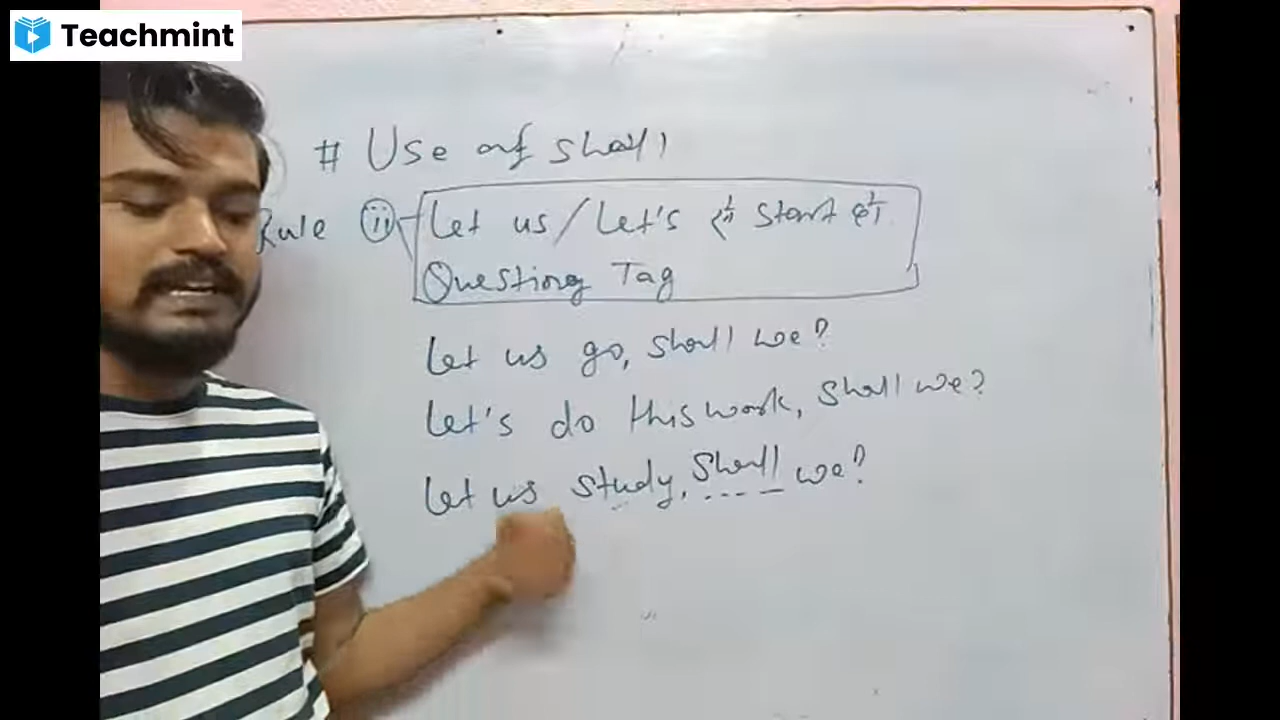 Teachmint
# Use of shall
Rule (ii) Let us/Let's से start हो
Question Tag
Let us go, shall we?
Let's do this work, shall we?
Let us study, shall we?